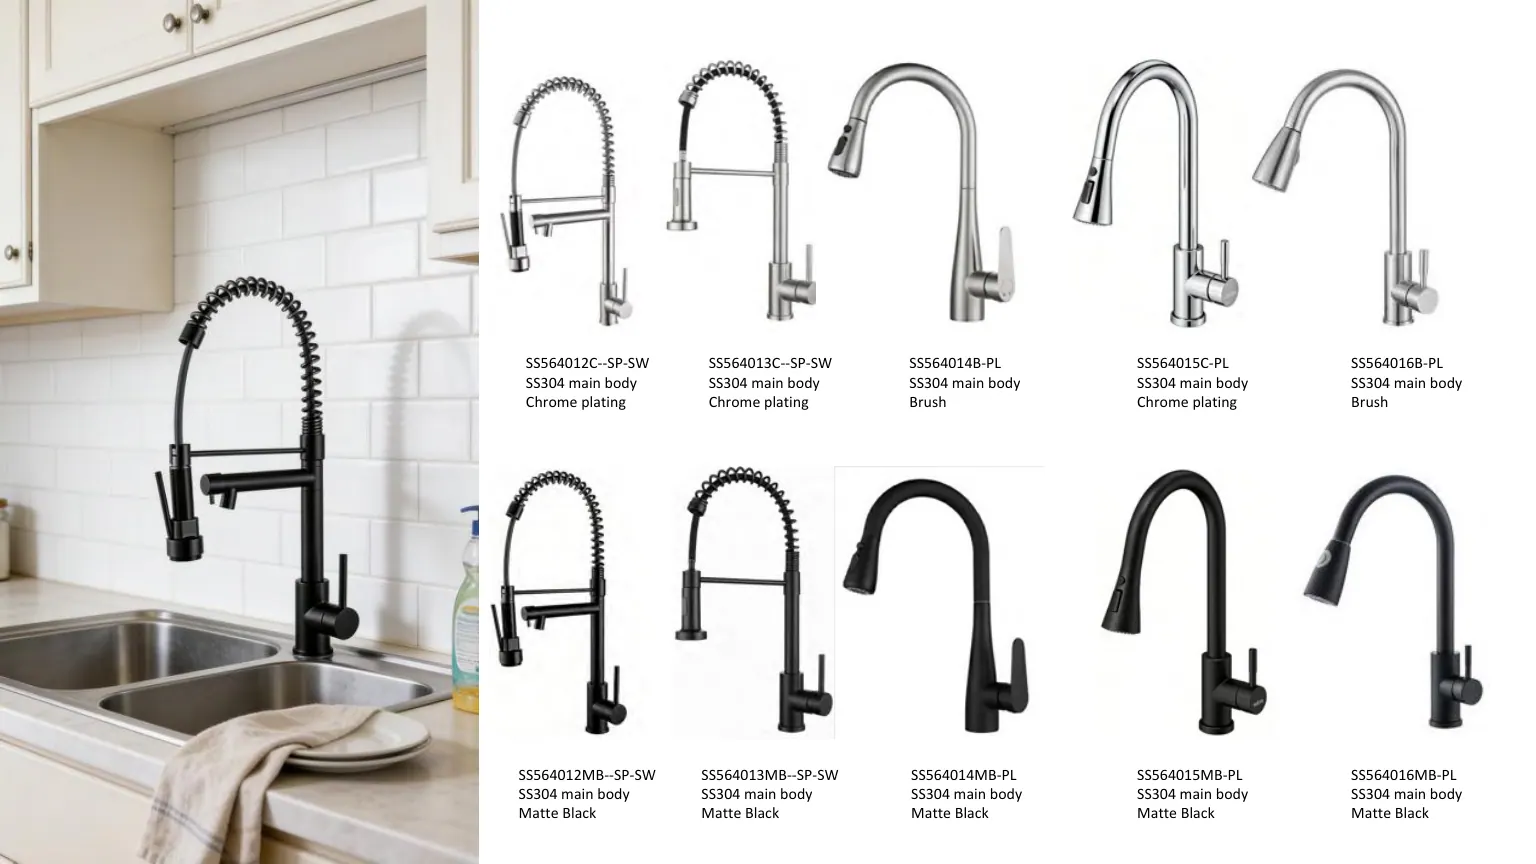 SS564012C--SP-SW
SS304 main body
Chrome plating
SS564013C--SP-SW
SS304 main body
Chrome plating
SS564014B-PL
SS304 main body
Brush
SS564015C-PL
SS304 main body
Chrome plating
SS564016B-PL
SS304 main body
Brush
SS564012MB--SP-SW
SS304 main body
Matte Black
SS564013MB--SP-SW
SS304 main body
Matte Black
SS564014MB-PL
SS304 main body
Matte Black
SS564015MB-PL
SS304 main body
Matte Black
SS564016MB-PL
SS304 main body
Matte Black